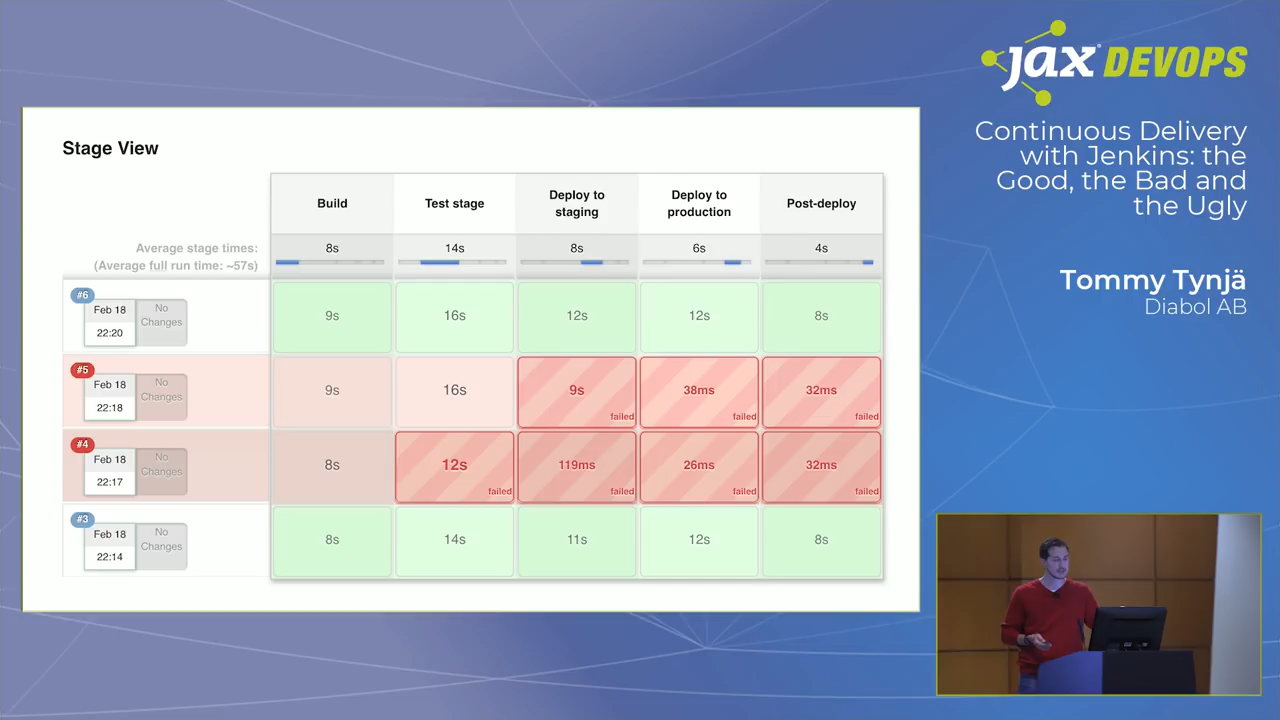 jax DEVOPS
Continuous Delivery
with Jenkins: the
Good, the Bad and
the Ugly
Tommy Tynjä
Diabol AB
Stage View
Build
Test stage
Deploy to
staging
Deploy to
production
Post-deploy
Average stage times:
(Average full run time: ~57s)
8s
14s
8s
6s
4s
#6
Feb 18
22:20
No
Changes
9s
16s
12s
12s
8s
#5
Feb 18
22:18
No
Changes
9s
16s
9s
failed
38ms
failed
32ms
failed
#4
Feb 18
22:17
No
Changes
8s
12s
failed
119ms
failed
26ms
failed
32ms
failed
#3
Feb 18
22:14
No
Changes
8s
14s
11s
12s
8s